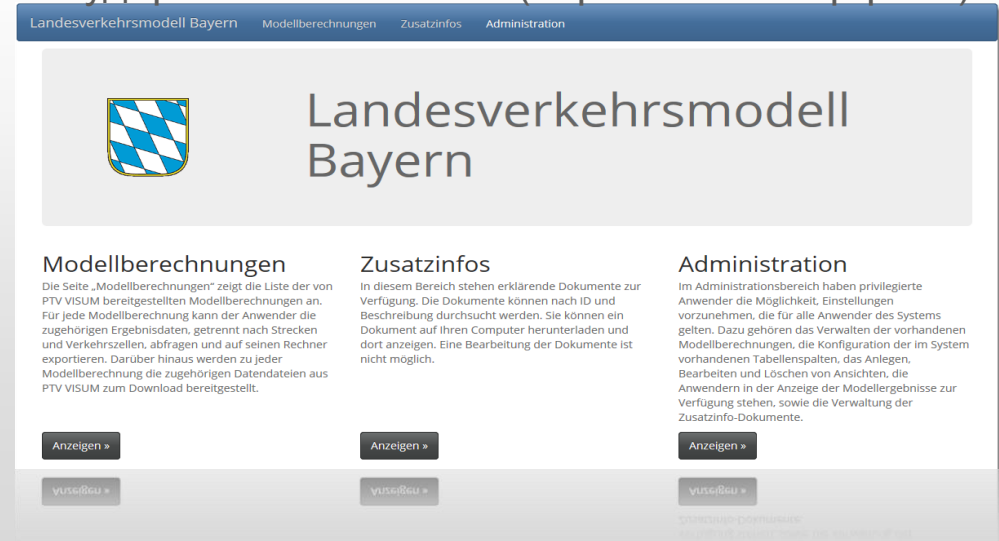 Landesverkehrsmodell Bayern Modellberechnungen Zusatzinfos Administration
Landesverkehrsmodell
Bayern
Modellberechnungen
Die Seite „Modellberechnungen“ zeigt die Liste der von
PTV VISUM bereitgestellten Modellberechnungen an.
Für jede Modellberechnung kann der Anwender die
zugehörigen Ergebnisdaten, getrennt nach Strecken
und Verkehrszellen, abfragen und auf seinen Rechner
exportieren. Darüber hinaus werden zu jeder
Modellberechnung die zugehörigen Datendateien aus
PTV VISUM zum Download bereitgestellt.
Anzeigen »
Zusatzinfos
In diesem Bereich stehen erklärende Dokumente zur
Verfügung. Die Dokumente können nach ID und
Beschreibung durchsucht werden. Sie können ein
Dokument auf Ihren Computer herunterladen und
dort anzeigen. Eine Bearbeitung der Dokumente ist
nicht möglich.
Anzeigen »
Administration
Im Administrationsbereich haben privilegierte
Anwender die Möglichkeit, Einstellungen
vorzunehmen, die für alle Anwender des Systems
gelten. Dazu gehören das Verwalten der vorhandenen
Modellberechnungen, die Konfiguration der im System
vorhandenen Tabellenspalten, das Anlegen,
Bearbeiten und Löschen von Ansichten, die
Anwendern in der Anzeige der Modellergebnisse zur
Verfügung stehen, sowie die Verwaltung der
Zusatzinfo-Dokumente.
Anzeigen »